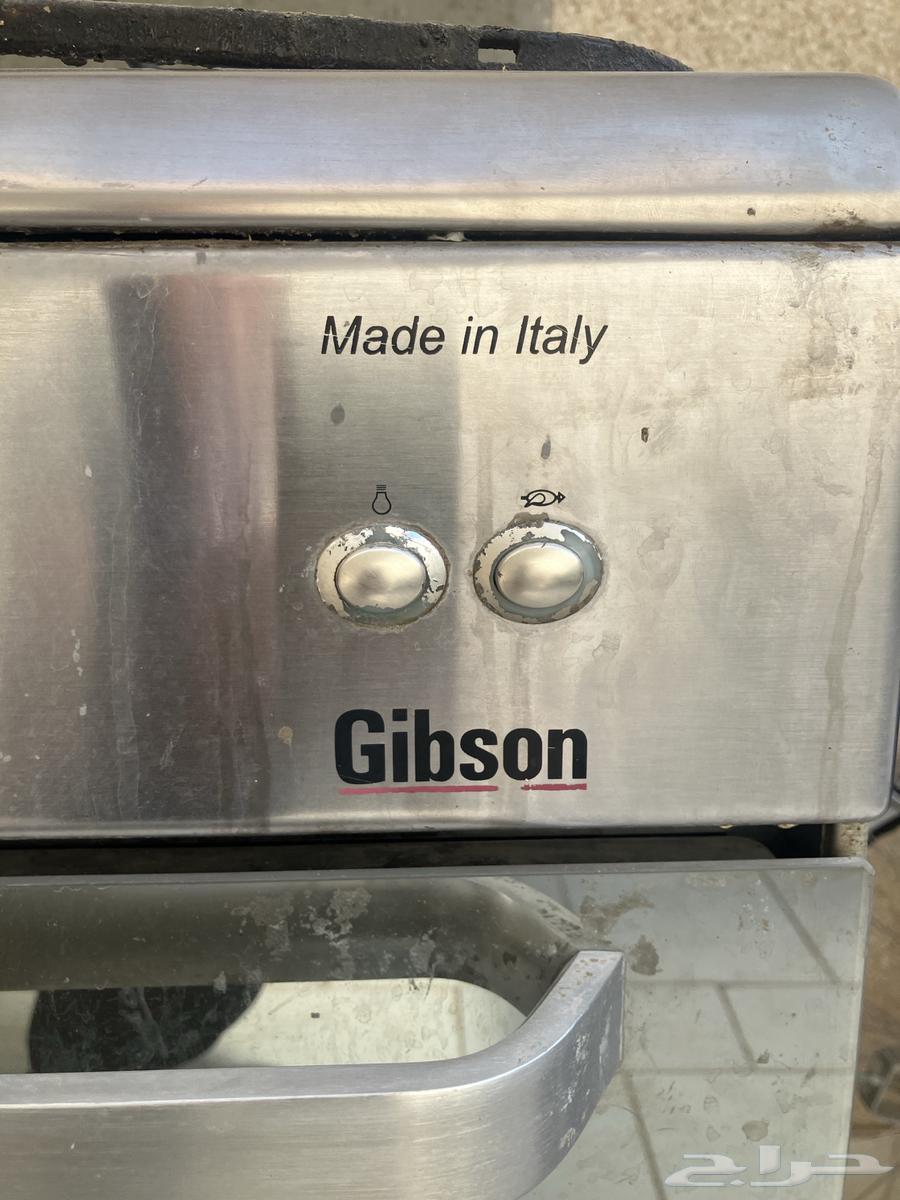 Made in Italy
Gibson
حراج